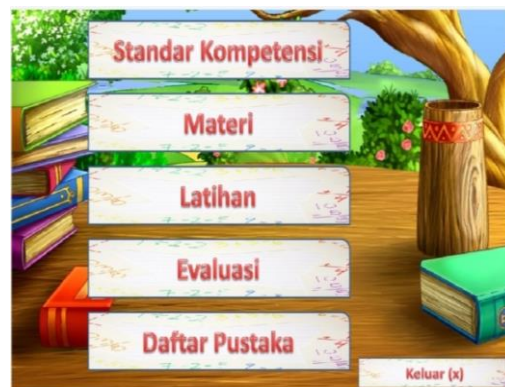 Standar Kompetensi
Materi
Latihan
Evaluasi
Daftar Pustaka
Keluar (x)